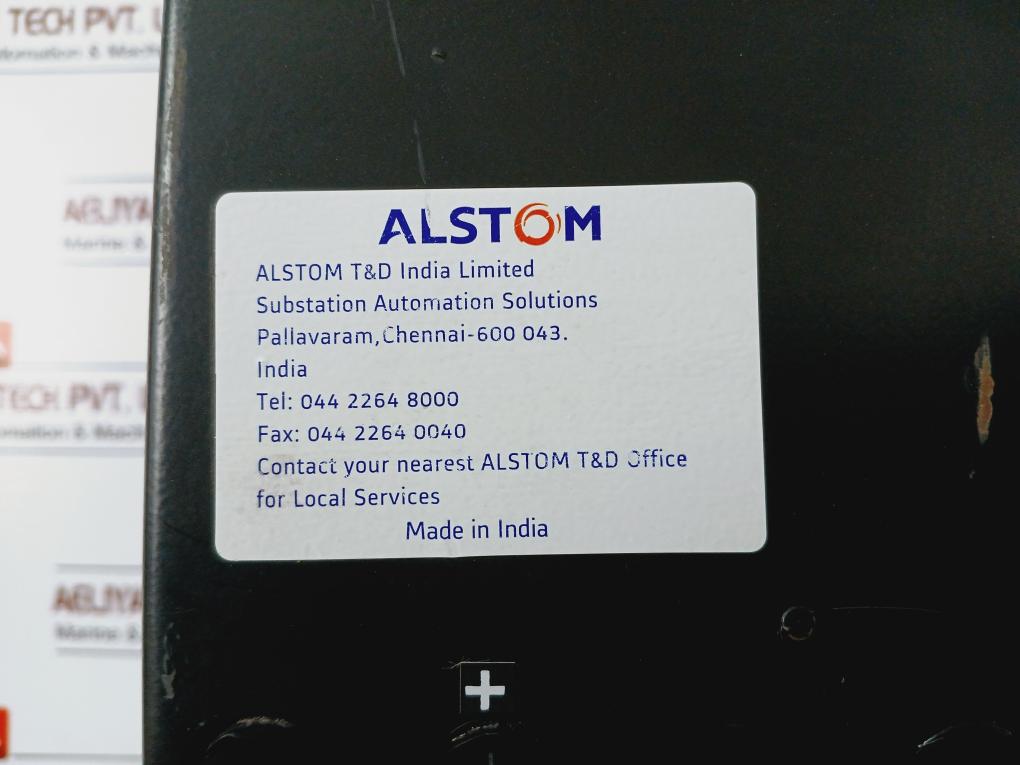 TECH PVT.
ALSTOM
ALSTOM T&D India Limited
Substation Automation Solutions
Pallavaram,Chennai-600 043.
India
Tel: 044 2264 8000
Fax: 044 2264 0040
Contact your nearest ALSTOM T&D Office
for Local Services
Made in India
TECH PVT.
+